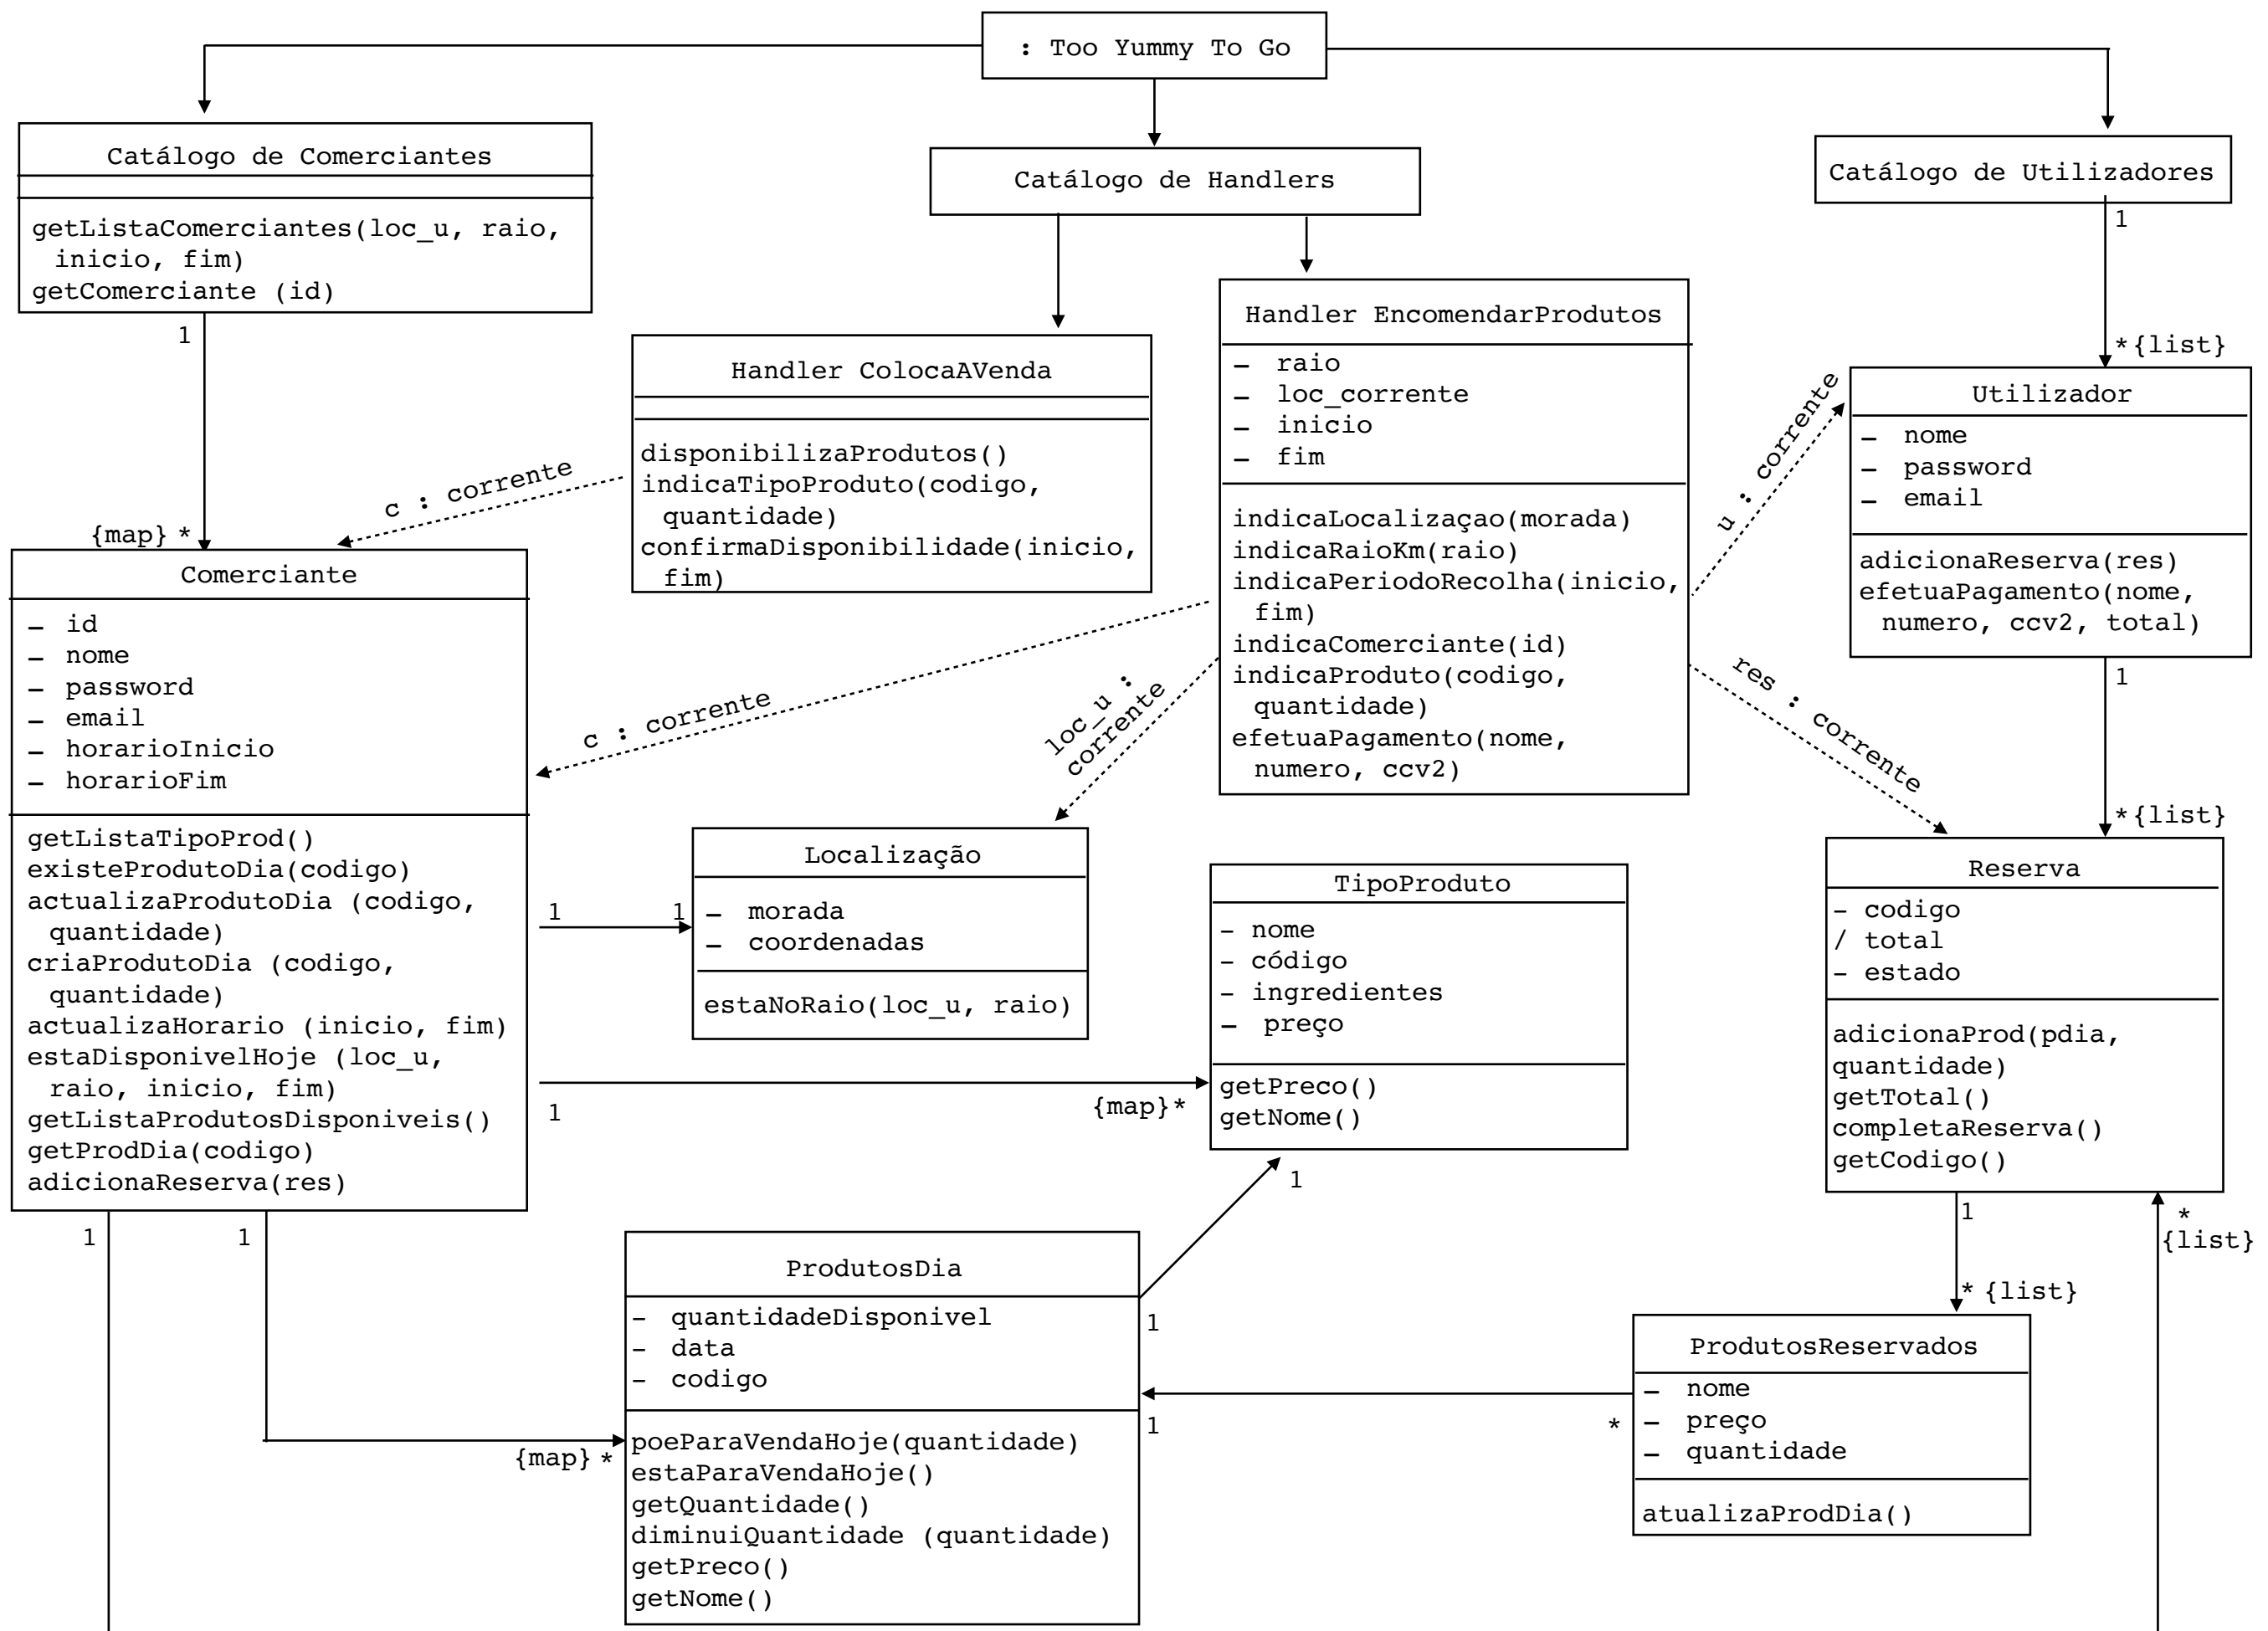 : Too Yummy To Go
Catálogo de Comerciantes
getListaComerciantes(loc_u, raio,
inicio, fim)
getComerciante (id)
1
{map} *
Catálogo de Handlers
Catálogo de Utilizadores
1
* {list}
Handler ColocaAVenda
disponibilizaProdutos()
indicaTipoProduto(codigo,
quantidade)
confirmaDisponibilidade(inicio,
fim)
c : corrente
Handler EncomendarProdutos
– raio
– loc_corrente
– inicio
– fim
indicaLocalizaçao(morada)
indicaRaioKm(raio)
indicaPeriodoRecolha(inicio,
fim)
indicaComerciante(id)
indicaProduto(codigo,
quantidade)
efetuaPagamento(nome,
numero, ccv2)
u : corrente
c : corrente
loc_u :
corrente
res : corrente
Utilizador
– nome
– password
– email
adicionaReserva(res)
efetuaPagamento(nome,
numero, ccv2, total)
1
* {list}
Comerciante
– id
– nome
– password
– email
– horarioInicio
– horarioFim
getListaTipoProd()
existeProdutoDia(codigo)
actualizaProdutoDia (codigo,
quantidade)
criaProdutoDia (codigo,
quantidade)
actualizaHorario (inicio, fim)
estaDisponivelHoje (loc_u,
raio, inicio, fim)
getListaProdutosDisponiveis()
getProdDia(codigo)
adicionaReserva(res)
1
1
Localização
– morada
– coordenadas
estaNoRaio(loc_u, raio)
1
{map} *
TipoProduto
- nome
- código
- ingredientes
– preço
getPreco()
getNome()
1
Reserva
- codigo
/ total
- estado
adicionaProd(pdia,
quantidade)
getTotal()
completaReserva()
getCodigo()
1
*
{list}
* {list}
1
1
{map} *
ProdutosDia
- quantidadeDisponivel
- data
- codigo
poeParaVendaHoje(quantidade)
estaParaVendaHoje()
getQuantidade()
diminuiQuantidade (quantidade)
getPreco()
getNome()
1
1
*
ProdutosReservados
– nome
– preço
– quantidade
atualizaProdDia()